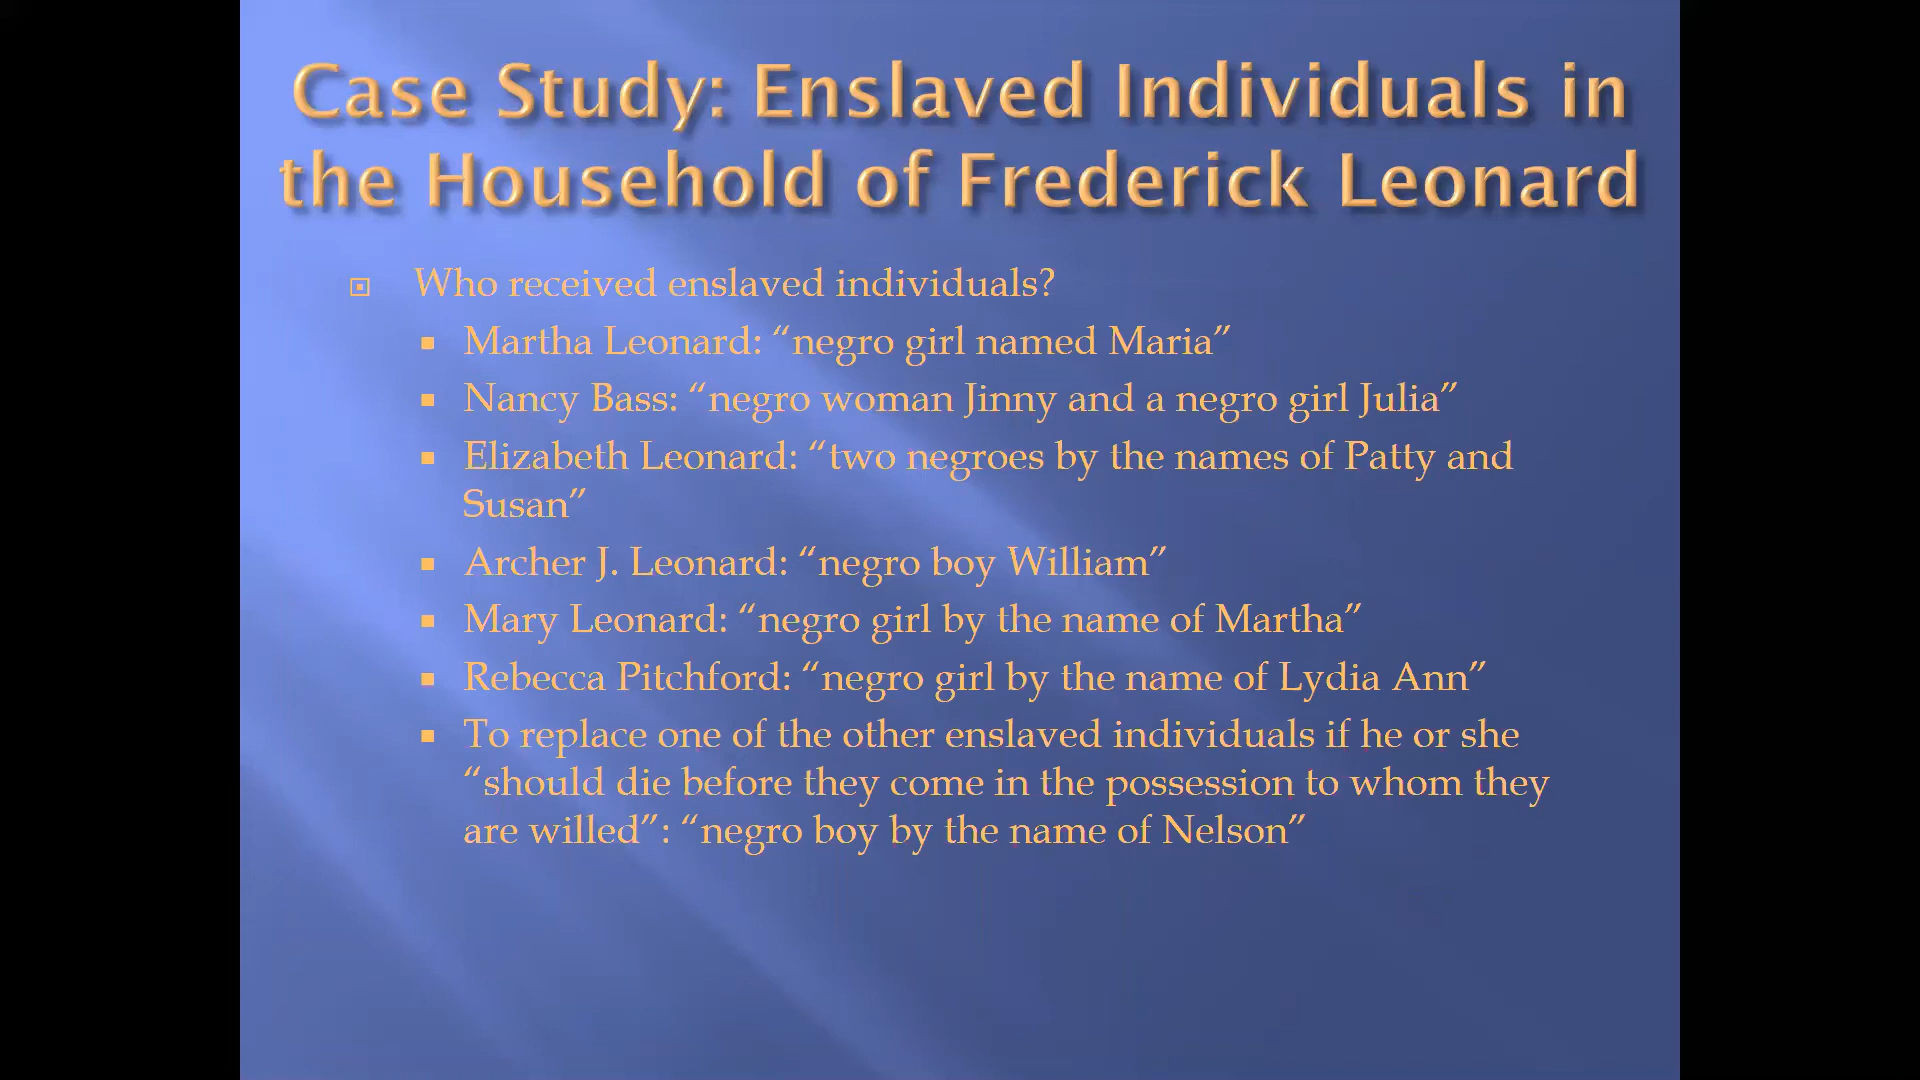 Case Study: Enslaved Individuals in
the Household of Frederick Leonard
Who received enslaved individuals?
Martha Leonard: “negro girl named Maria”
Nancy Bass: “negro woman Jinny and a negro girl Julia”
Elizabeth Leonard: “two negroes by the names of Patty and
Susan”
Archer J. Leonard: “negro boy William”
Mary Leonard: “negro girl by the name of Martha”
Rebecca Pitchford: “negro girl by the name of Lydia Ann”
To replace one of the other enslaved individuals if he or she
“should die before they come in the possession to whom they
are willed”: “negro boy by the name of Nelson”